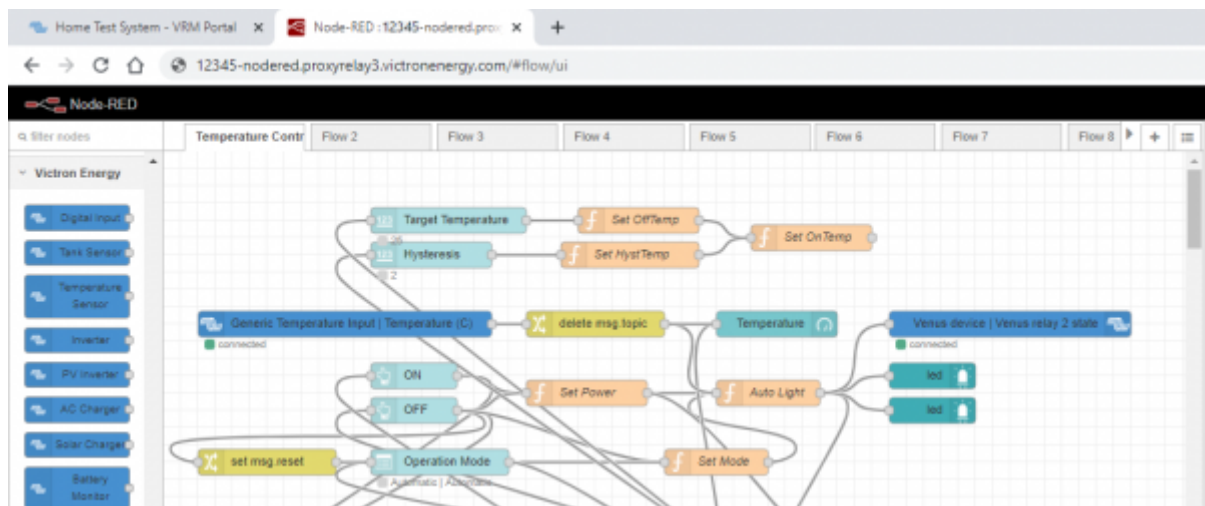 Home Test System - VRM Portal
Node-RED : 12345-nodered.prox
12345-nodered.proxyrelay3.victronenergy.com/#flow/ui
Node-RED
filter nodes
Temperature Contr
Flow 2
Flow 3
Flow 4
Flow 5
Flow 6
Flow 7
Flow 8
Victron Energy
Digital Input
Tank Sensor
Temperature
Sensor
Inverter
PV Inverter
AC Charger
Solar Charger
Battery
Monitor
Target Temperature
Set OffTemp
Set OnTemp
Hysteresis
Set HystTemp
2
Generic Temperature Input | Temperature (C)
delete msg.topic
Temperature
Venus device | Venus relay 2 state
connected
connected
ON
Set Power
Auto Light
led
OFF
led
set msg.reset
Operation Mode
Set Mode
Automatic | Automatic